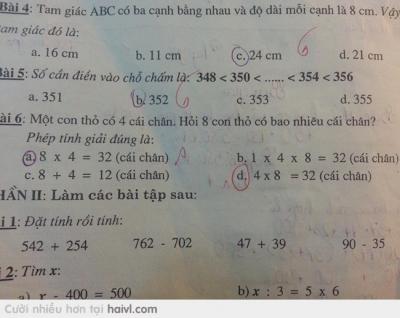 Bài 4: Tam giác ABC có ba cạnh bằng nhau và độ dài mỗi cạnh là 8 cm. Vậy
tam giác đó là:
a. 16 cm b. 11 cm c. 24 cm d. 21 cm
Bài 5: Số cần điền vào chỗ chấm là: 348 < 350 < ...... < 354 < 356
a. 351 b. 352 c. 353 d. 355
ài 6: Một con thỏ có 4 cái chân. Hỏi 8 con thỏ có bao nhiêu cái chân?
Phép tính giải đúng là:
a. 8 x 4 = 32 (cái chân) b. 1 x 4 x 8 = 32 (cái chân)
c. 8 + 4 = 12 (cái chân) d. 4 x 8 = 32 (cái chân)
HẦN II: Làm các bài tập sau:
i 1: Đặt tính rồi tính:
542 + 254 762 - 702 47 + 39 90 - 35
i 2: Tìm x:
a) x - 400 = 500 b) x : 3 = 5 x 6
Cười nhiều hơn tại haivl.com